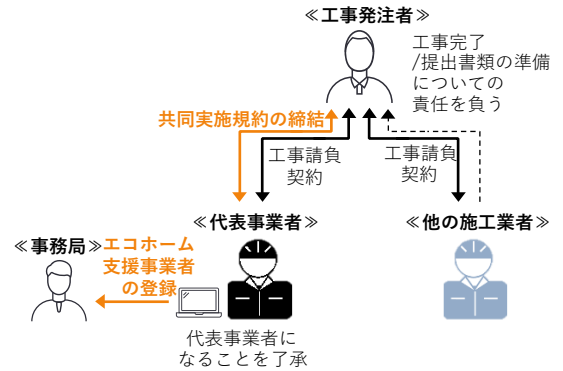 ≪工事発注者≫
工事完了
/提出書類の準備
についての
責任を負う
共同実施規約の締結
工事請負
契約
工事請負
契約
≪代表事業者≫
≪他の施工業者≫
≪事務局≫
エコホーム
支援事業者
の登録
代表事業者に
なることを了承